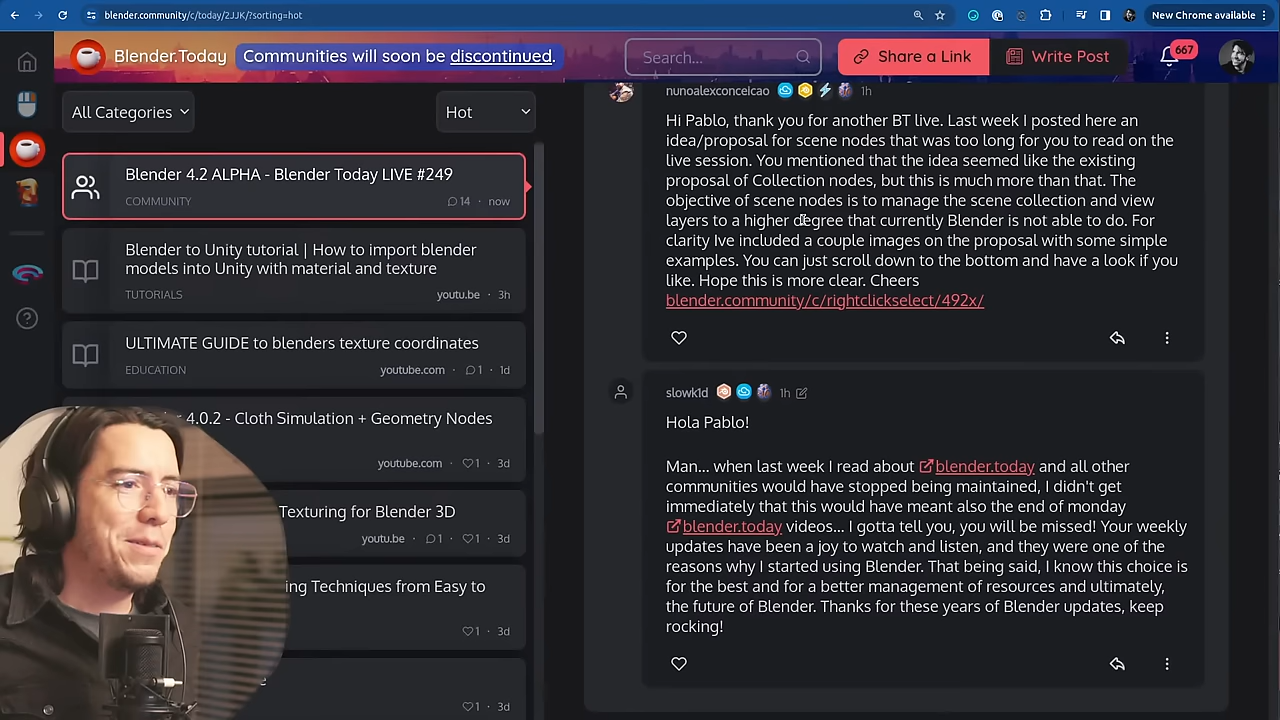 blender.community/c/today/2JJK/?sorting=hot
New Chrome available
Blender.Today
Communities will soon be discontinued.
Search...
Share a Link
Write Post
667
All Categories
Hot
Blender 4.2 ALPHA - Blender Today LIVE #249
COMMUNITY
14 · now
Blender to Unity tutorial | How to import blender
models into Unity with material and texture
TUTORIALS
youtu.be · 3h
ULTIMATE GUIDE to blenders texture coordinates
EDUCATION
youtube.com · 1 · 1d
4.0.2 - Cloth Simulation + Geometry Nodes
youtube.com · 1 · 3d
Texturing for Blender 3D
youtu.be · 1 · 1 · 3d
ing Techniques from Easy to
1 · 3d
1 · 3d
nunoalexconceicao 1h
Hi Pablo, thank you for another BT live. Last week I posted here an
idea/proposal for scene nodes that was too long for you to read on the
live session. You mentioned that the idea seemed like the existing
proposal of Collection nodes, but this is much more than that. The
objective of scene nodes is to manage the scene collection and view
layers to a higher degree that currently Blender is not able to do. For
clarity Ive included a couple images on the proposal with some simple
examples. You can just scroll down to the bottom and have a look if you
like. Hope this is more clear. Cheers
blender.community/c/rightclickselect/492x/
slowk1d 1h
Hola Pablo!
Man... when last week I read about blender.today and all other
communities would have stopped being maintained, I didn't get
immediately that this would have meant also the end of monday
blender.today videos... I gotta tell you, you will be missed! Your weekly
updates have been a joy to watch and listen, and they were one of the
reasons why I started using Blender. That being said, I know this choice is
for the best and for a better management of resources and ultimately,
the future of Blender. Thanks for these years of Blender updates, keep
rocking!